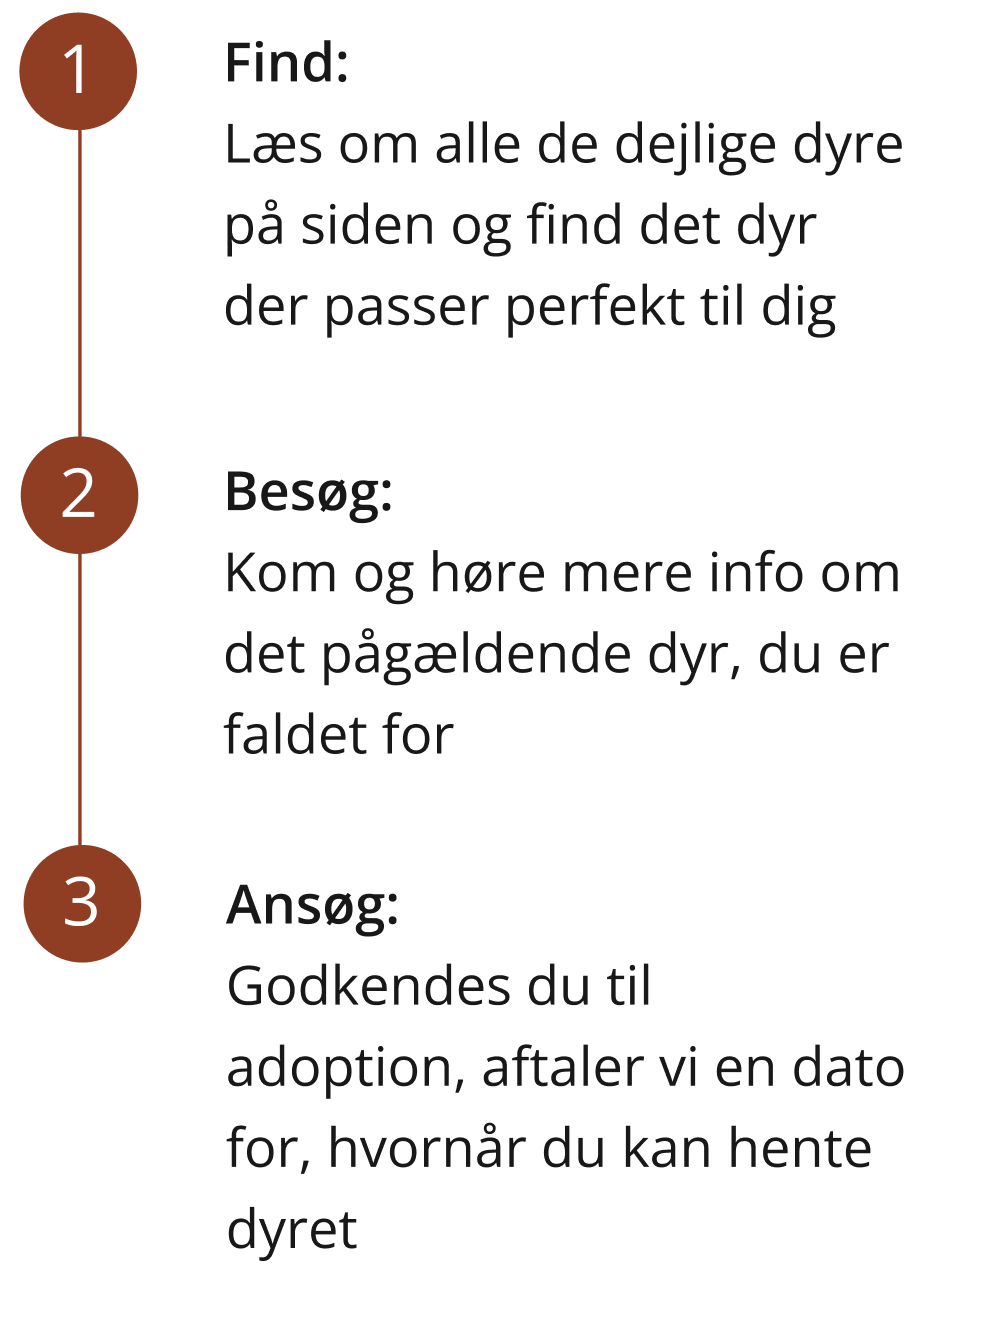 1
Find:
Læs om alle de dejlige dyre
på siden og find det dyr
der passer perfekt til dig
2
Besøg:
Kom og høre mere info om
det pågældende dyr, du er
faldet for
3
Ansøg:
Godkendes du til
adoption, aftaler vi en dato
for, hvornår du kan hente
dyret